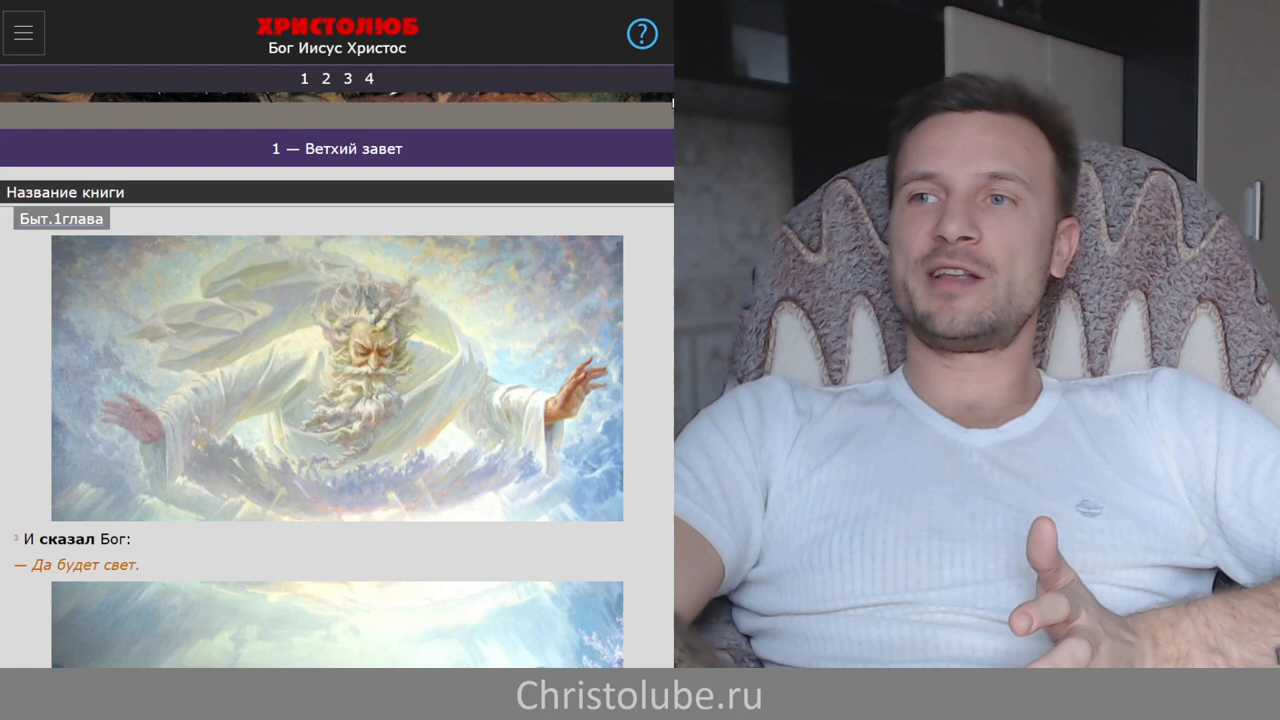 ХРИСТОЛЮБ
Бог Иисус Христос
?
1 2 3 4
1 — Ветхий завет
Название книги
Быт.1глава
3 И сказал Бог:
— Да будет свет.
Christolube.ru